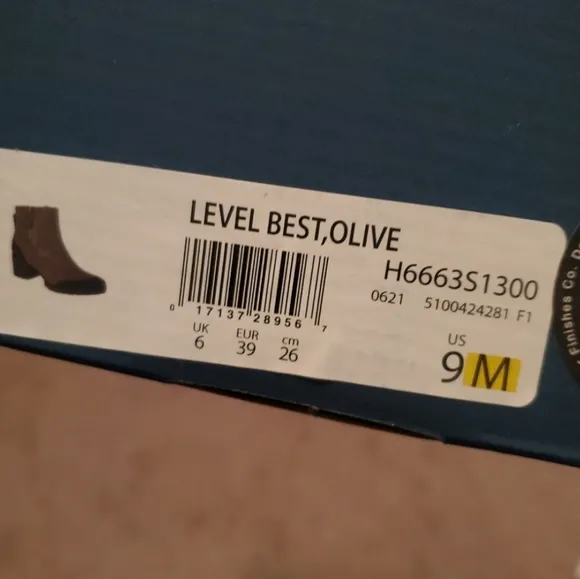 LEVEL BEST,OLIVE
H6663S1300
0 17137 28956 7
0621 5100424281 F1
UK EUR cm US
6 39 26 9 M
Finishes Co.